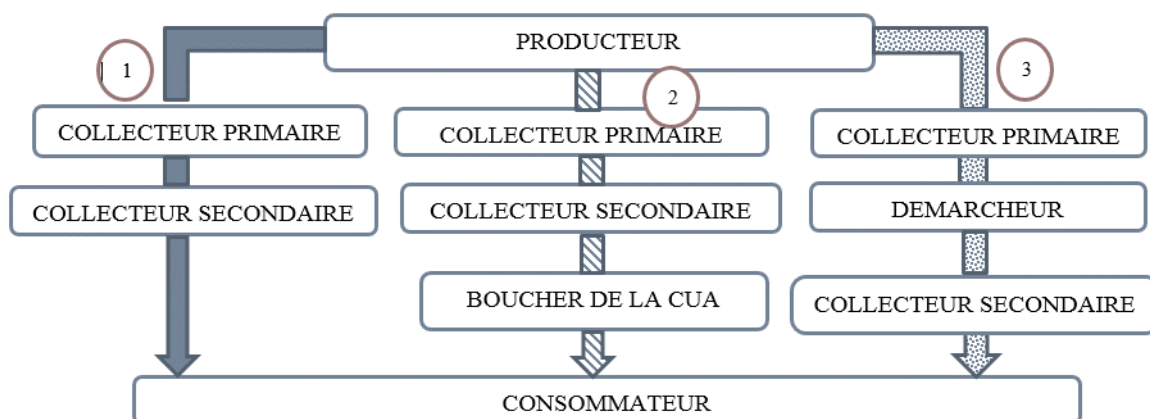 PRODUCTEUR
1
2
3
COLLECTEUR PRIMAIRE
COLLECTEUR PRIMAIRE
COLLECTEUR PRIMAIRE
COLLECTEUR SECONDAIRE
COLLECTEUR SECONDAIRE
DEMARCHEUR
BOUCHER DE LA CUA
COLLECTEUR SECONDAIRE
CONSOMMATEUR